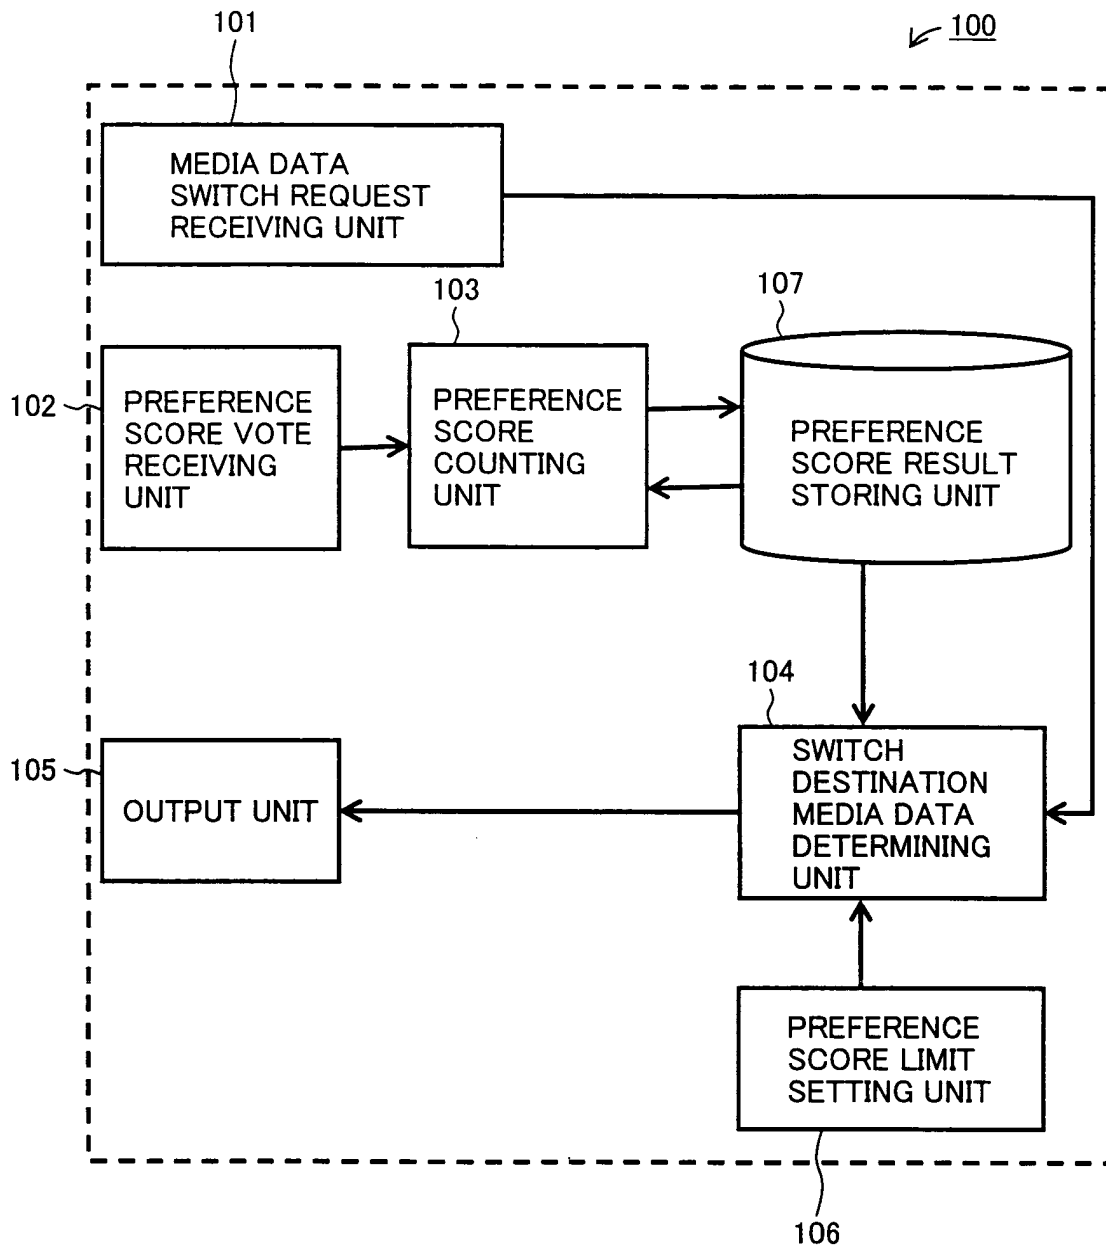 101
100
MEDIA DATA
SWITCH REQUEST
RECEIVING UNIT
103
107
102
PREFERENCE
SCORE VOTE
RECEIVING
UNIT
PREFERENCE
SCORE
COUNTING
UNIT
PREFERENCE
SCORE RESULT
STORING UNIT
104
105
OUTPUT UNIT
SWITCH
DESTINATION
MEDIA DATA
DETERMINING
UNIT
PREFERENCE
SCORE LIMIT
SETTING UNIT
106